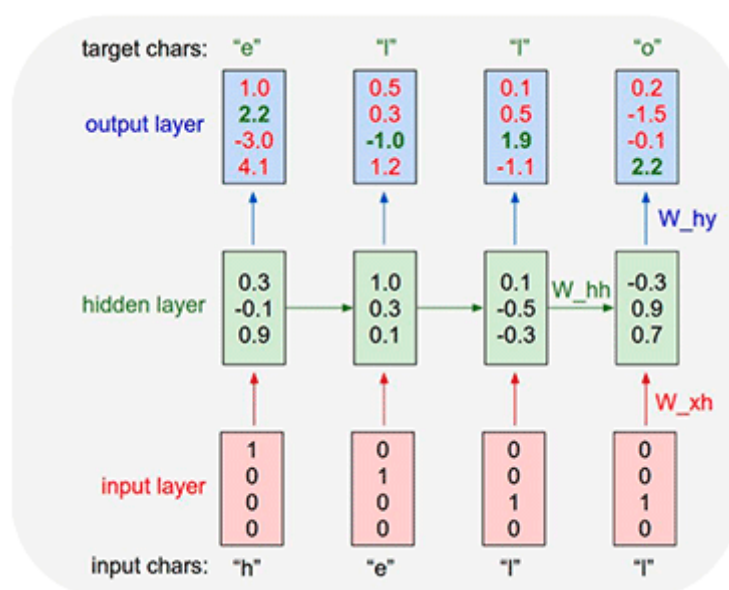 target chars: “e” “l” “l” “o”
output layer
1.0 0.5 0.1 0.2
2.2 0.3 0.5 -1.5
-3.0 -1.0 1.9 -0.1
4.1 1.2 -1.1 2.2
W_hy
hidden layer
0.3 1.0 0.1 -0.3
-0.1 0.3 -0.5 0.9
0.9 0.1 -0.3 0.7
W_hh
W_xh
input layer
1 0 0 0
0 1 0 0
0 0 1 1
0 0 0 0
input chars: “h” “e” “l” “l”